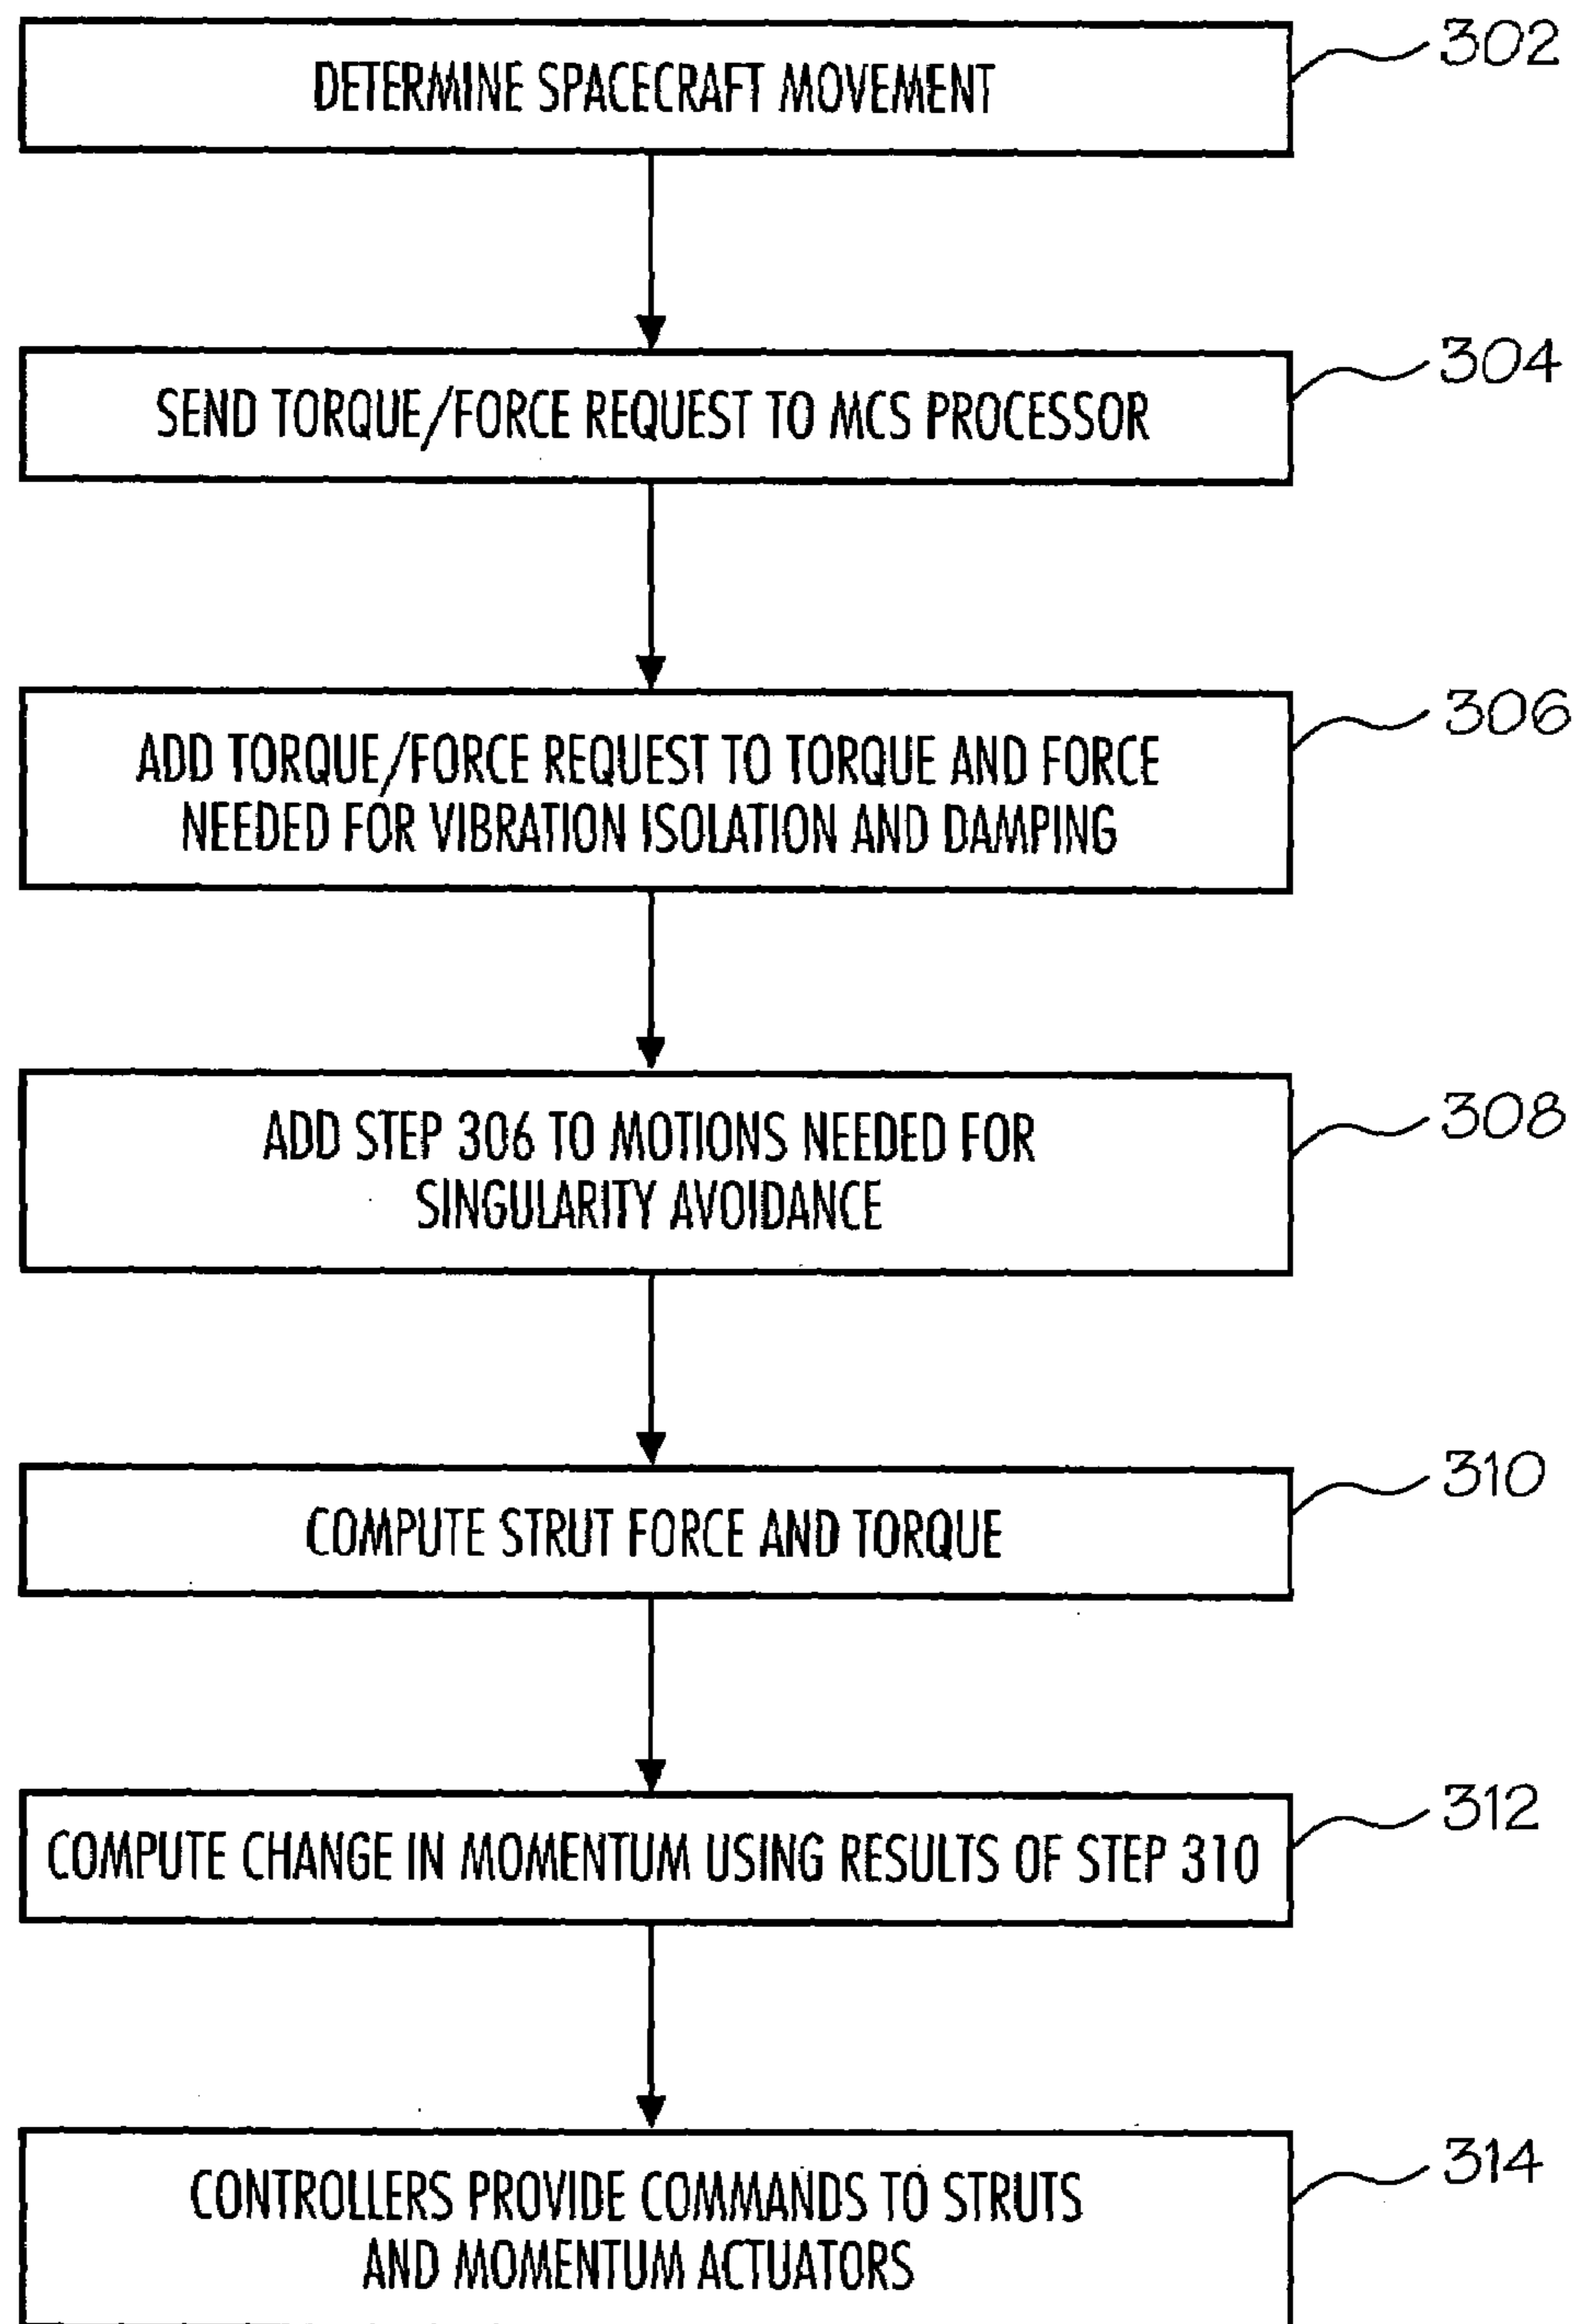 DETERMINE SPACECRAFT MOVEMENT
302
SEND TORQUE/FORCE REQUEST TO MCS PROCESSOR
304
ADD TORQUE/FORCE REQUEST TO TORQUE AND FORCE
NEEDED FOR VIBRATION ISOLATION AND DAMPING
306
ADD STEP 306 TO MOTIONS NEEDED FOR
SINGULARITY AVOIDANCE
308
COMPUTE STRUT FORCE AND TORQUE
310
COMPUTE CHANGE IN MOMENTUM USING RESULTS OF STEP 310
312
CONTROLLERS PROVIDE COMMANDS TO STRUTS
AND MOMENTUM ACTUATORS
314